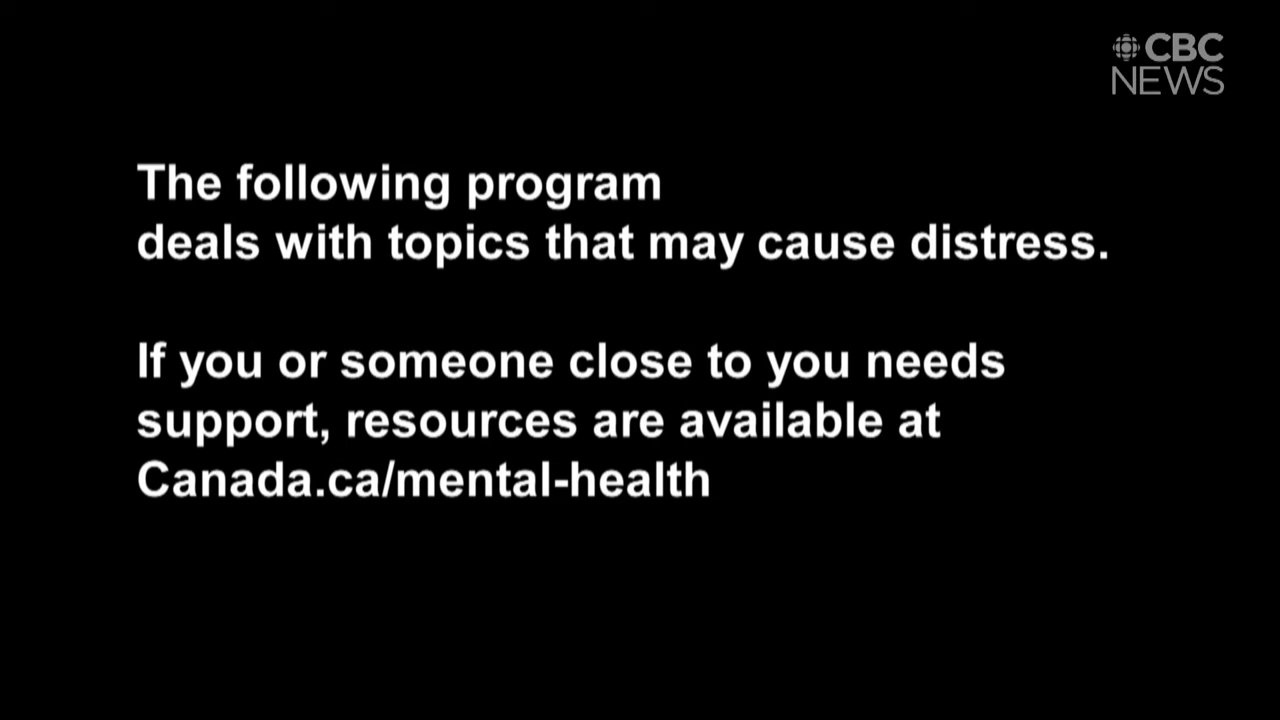 CBC
NEWS
The following program
deals with topics that may cause distress.
If you or someone close to you needs
support, resources are available at
Canada.ca/mental-health